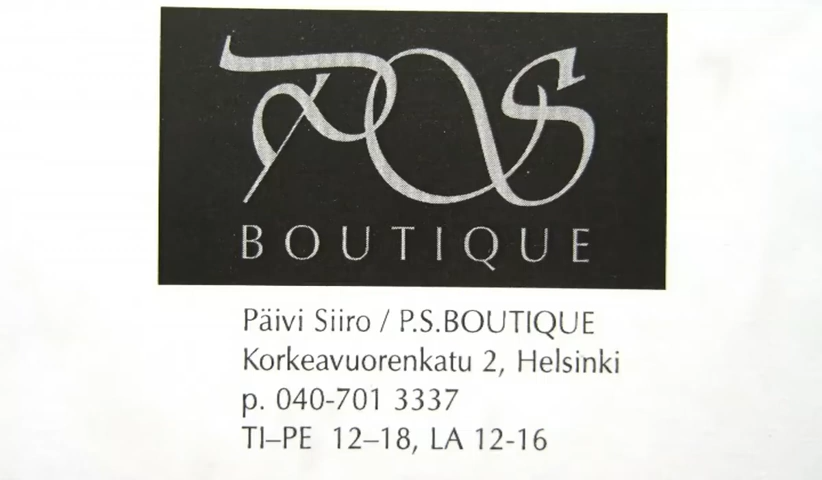 PS
BOUTIQUE
Päivi Siiro / P.S.BOUTIQUE
Korkeavuorenkatu 2, Helsinki
p. 040-701 3337
TI–PE 12–18, LA 12-16